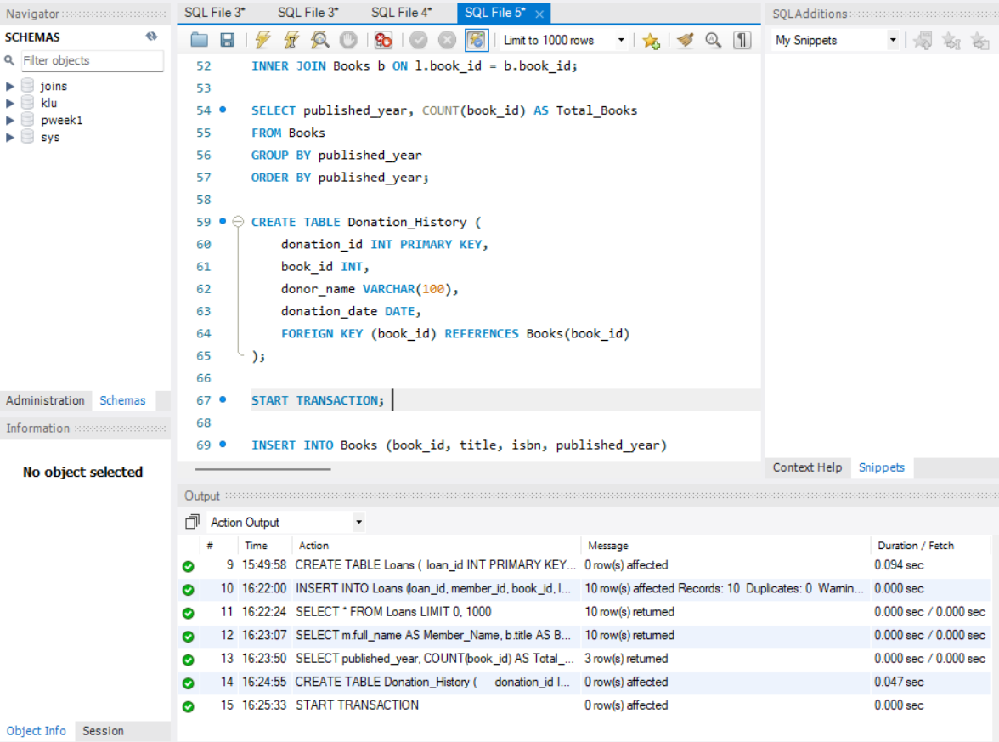 Navigator
SCHEMAS
Filter objects
joins
klu
pweek1
sys
Administration Schemas
Information
No object selected
Object Info Session
SQL File 3* SQL File 3* SQL File 4* SQL File 5*
Limit to 1000 rows
52 INNER JOIN Books b ON l.book_id = b.book_id;
53
54 SELECT published_year, COUNT(book_id) AS Total_Books
55 FROM Books
56 GROUP BY published_year
57 ORDER BY published_year;
58
59 CREATE TABLE Donation_History (
60 donation_id INT PRIMARY KEY,
61 book_id INT,
62 donor_name VARCHAR(100),
63 donation_date DATE,
64 FOREIGN KEY (book_id) REFERENCES Books(book_id)
65 );
66
67 START TRANSACTION;
68
69 INSERT INTO Books (book_id, title, isbn, published_year)
SQLAdditions
My Snippets
Context Help Snippets
Output
Action Output
# Time Action Message Duration / Fetch
9 15:49:58 CREATE TABLE Loans ( loan_id INT PRIMARY KEY... 0 row(s) affected 0.094 sec
10 16:22:00 INSERT INTO Loans (loan_id, member_id, book_id, l... 10 row(s) affected Records: 10 Duplicates: 0 Warnin... 0.000 sec
11 16:22:24 SELECT * FROM Loans LIMIT 0, 1000 10 row(s) returned 0.000 sec / 0.000 sec
12 16:23:07 SELECT m.full_name AS Member_Name, b.title AS B... 10 row(s) returned 0.000 sec / 0.000 sec
13 16:23:50 SELECT published_year, COUNT(book_id) AS Total_... 3 row(s) returned 0.000 sec / 0.000 sec
14 16:24:55 CREATE TABLE Donation_History ( donation_id I... 0 row(s) affected 0.047 sec
15 16:25:33 START TRANSACTION 0 row(s) affected 0.000 sec